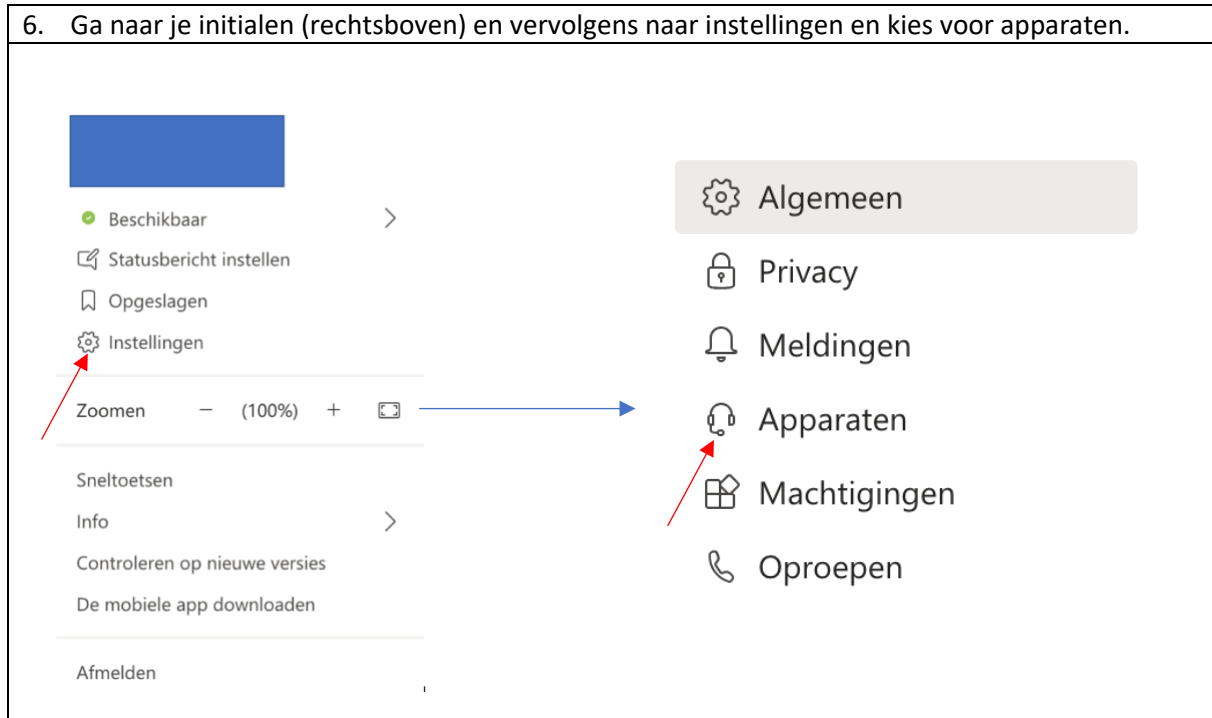 6. Ga naar je initialen (rechtsboven) en vervolgens naar instellingen en kies voor apparaten.
Beschikbaar
Statusbericht instellen
Opgeslagen
Instellingen
Zoomen − (100%) +
Sneltoetsen
Info
Controleren op nieuwe versies
De mobiele app downloaden
Afmelden
Algemeen
Privacy
Meldingen
Apparaten
Machtigingen
Oproepen